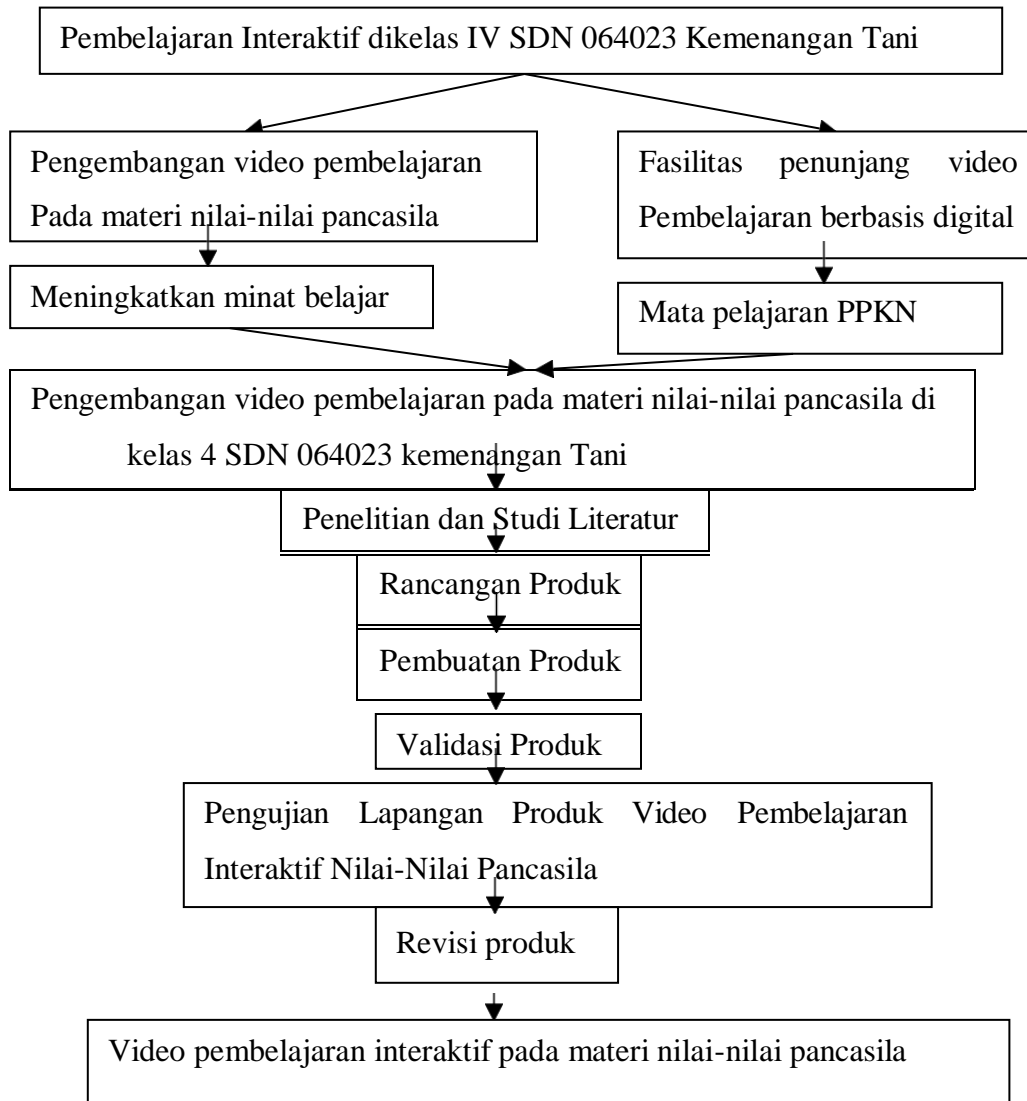 Pembelajaran Interaktif dikelas IV SDN 064023 Kemenangan Tani
Pengembangan video pembelajaran
Pada materi nilai-nilai pancasila
Fasilitas penunjang video
Pembelajaran berbasis digital
Meningkatkan minat belajar
Mata pelajaran PPKN
Pengembangan video pembelajaran pada materi nilai-nilai pancasila di
kelas 4 SDN 064023 kemenangan Tani
Penelitian dan Studi Literatur
Rancangan Produk
Pembuatan Produk
Validasi Produk
Pengujian Lapangan Produk Video Pembelajaran
Interaktif Nilai-Nilai Pancasila
Revisi produk
Video pembelajaran interaktif pada materi nilai-nilai pancasila